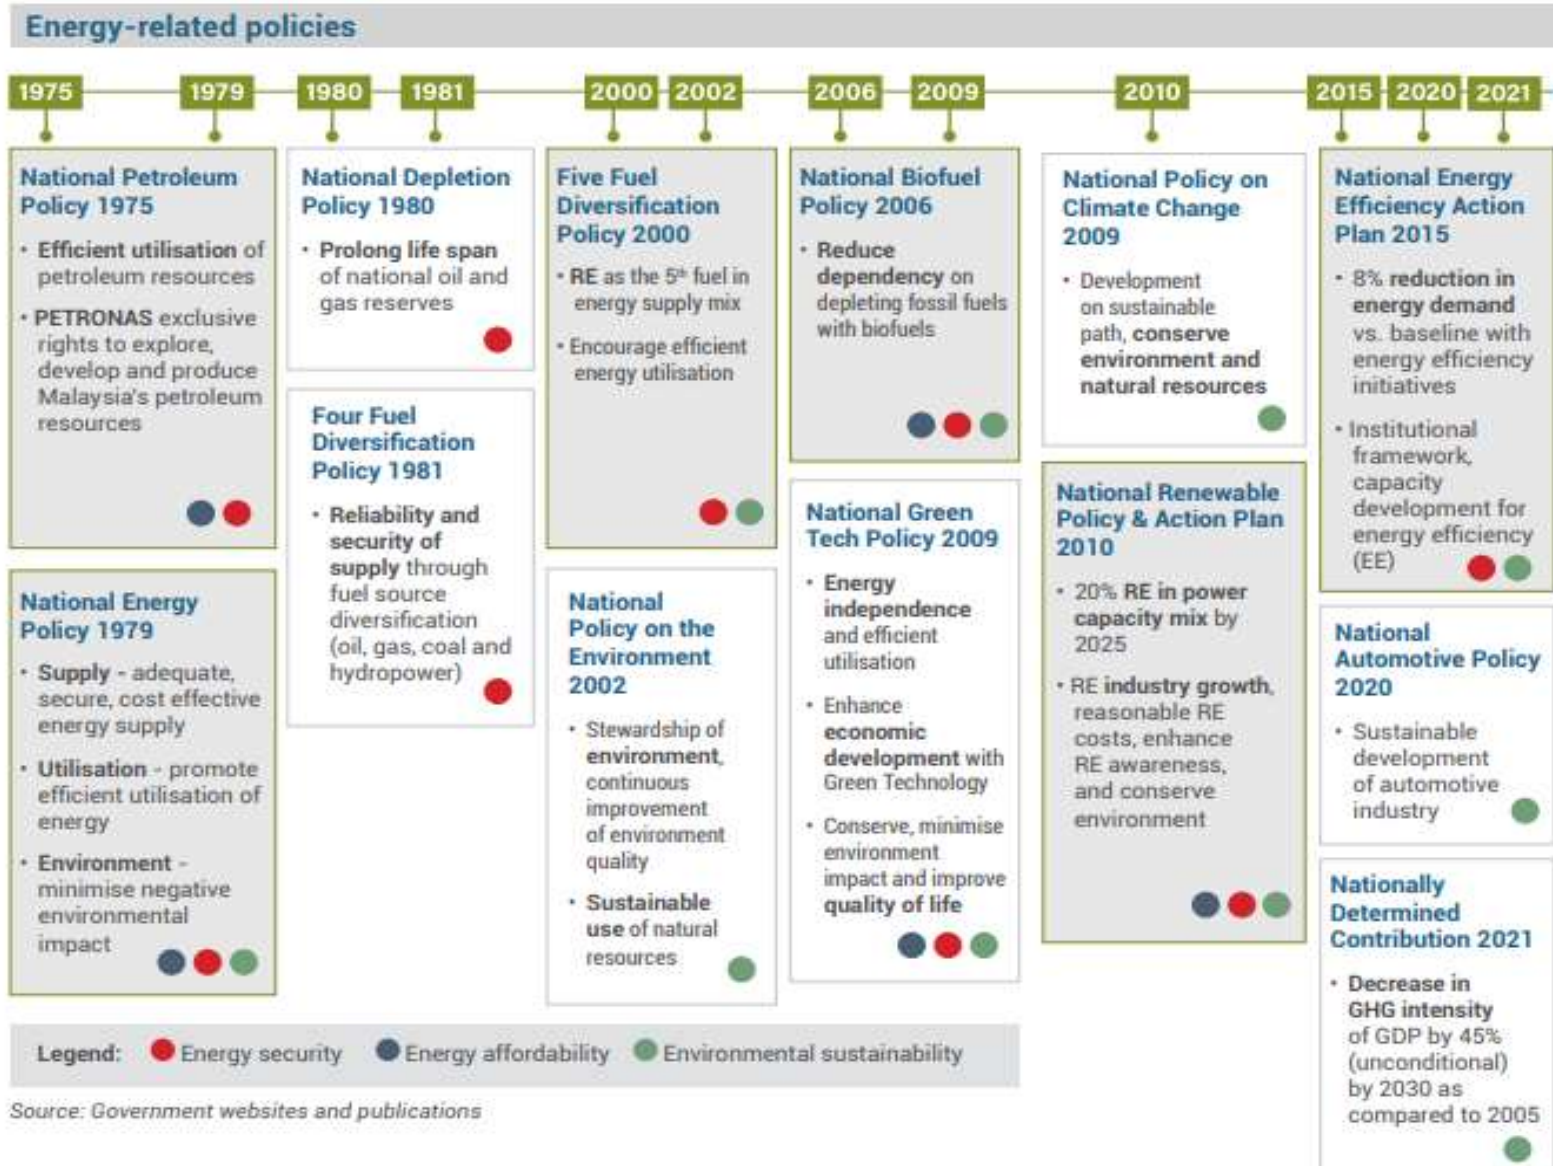 Energy-related policies
1975
1979
1980
1981
2000
2002
2006
2009
2010
2015
2020
2021
National Petroleum
Policy 1975
• Efficient utilisation of
petroleum resources
• PETRONAS exclusive
rights to explore,
develop and produce
Malaysia's petroleum
resources
National Energy
Policy 1979
• Supply - adequate,
secure, cost effective
energy supply
• Utilisation - promote
efficient utilisation of
energy
• Environment -
minimise negative
environmental
impact
National Depletion
Policy 1980
• Prolong life span
of national oil and
gas reserves
Four Fuel
Diversification
Policy 1981
• Reliability and
security of
supply through
fuel source
diversification
(oil, gas, coal and
hydropower)
Five Fuel
Diversification
Policy 2000
• RE as the 5th fuel in
energy supply mix
• Encourage efficient
energy utilisation
National
Policy on the
Environment
2002
• Stewardship of
environment,
continuous
improvement
of environment
quality
• Sustainable
use of natural
resources
National Biofuel
Policy 2006
• Reduce
dependency on
depleting fossil fuels
with biofuels
National Green
Tech Policy 2009
• Energy
independence
and efficient
utilisation
• Enhance
economic
development with
Green Technology
• Conserve, minimise
environment
impact and improve
quality of life
National Policy on
Climate Change
2009
• Development
on sustainable
path, conserve
environment and
natural resources
National Renewable
Policy & Action Plan
2010
• 20% RE in power
capacity mix by
2025
• RE industry growth,
reasonable RE
costs, enhance
RE awareness,
and conserve
environment
National Energy
Efficiency Action
Plan 2015
• 8% reduction in
energy demand
vs. baseline with
energy efficiency
initiatives
• Institutional
framework,
capacity
development for
energy efficiency
(EE)
National
Automotive Policy
2020
• Sustainable
development
of automotive
industry
Nationally
Determined
Contribution 2021
• Decrease in
GHG intensity
of GDP by 45%
(unconditional)
by 2030 as
compared to 2005
Legend: Energy security Energy affordability Environmental sustainability
Source: Government websites and publications